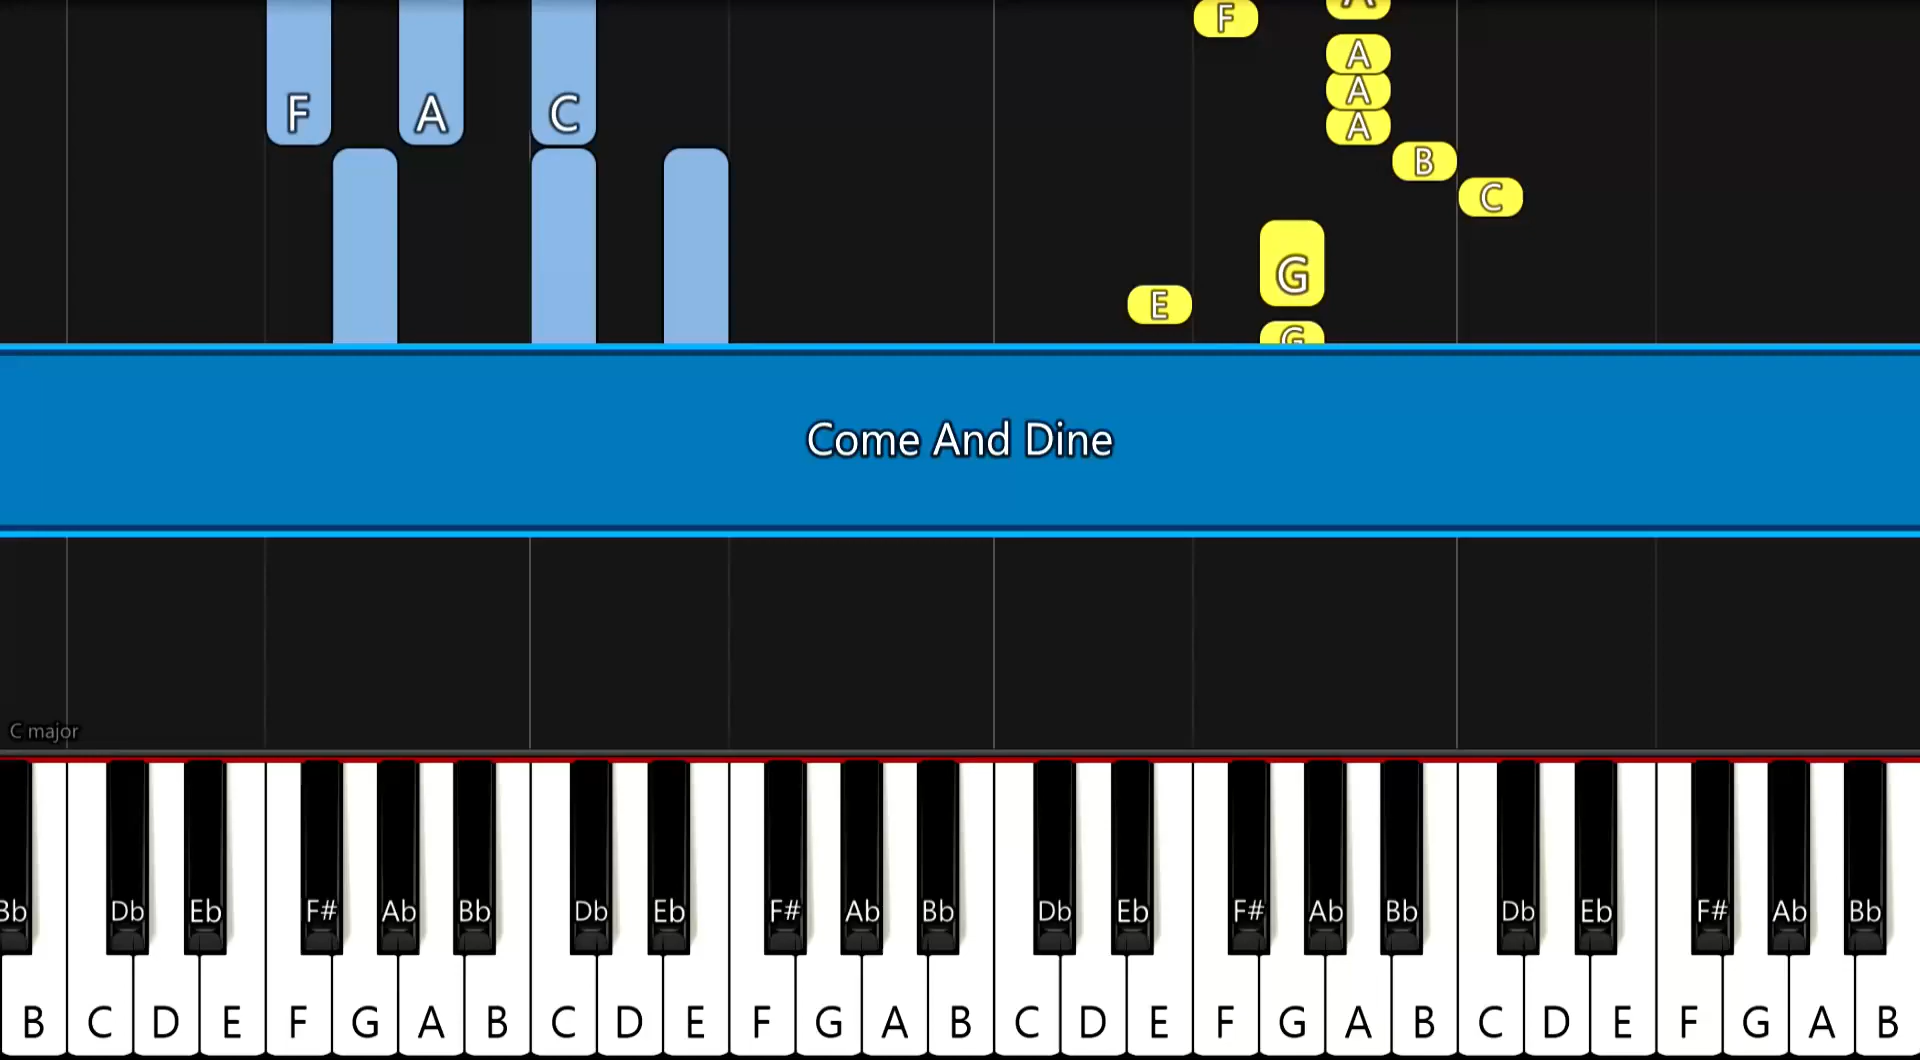 F
A
F A C
A
A
A
B
C
G
E
G
Come And Dine
C major
Bb Db Eb F# Ab Bb Db Eb F# Ab Bb Db Eb F# Ab Bb Db Eb F# Ab Bb
B C D E F G A B C D E F G A B C D E F G A B C D E F G A B